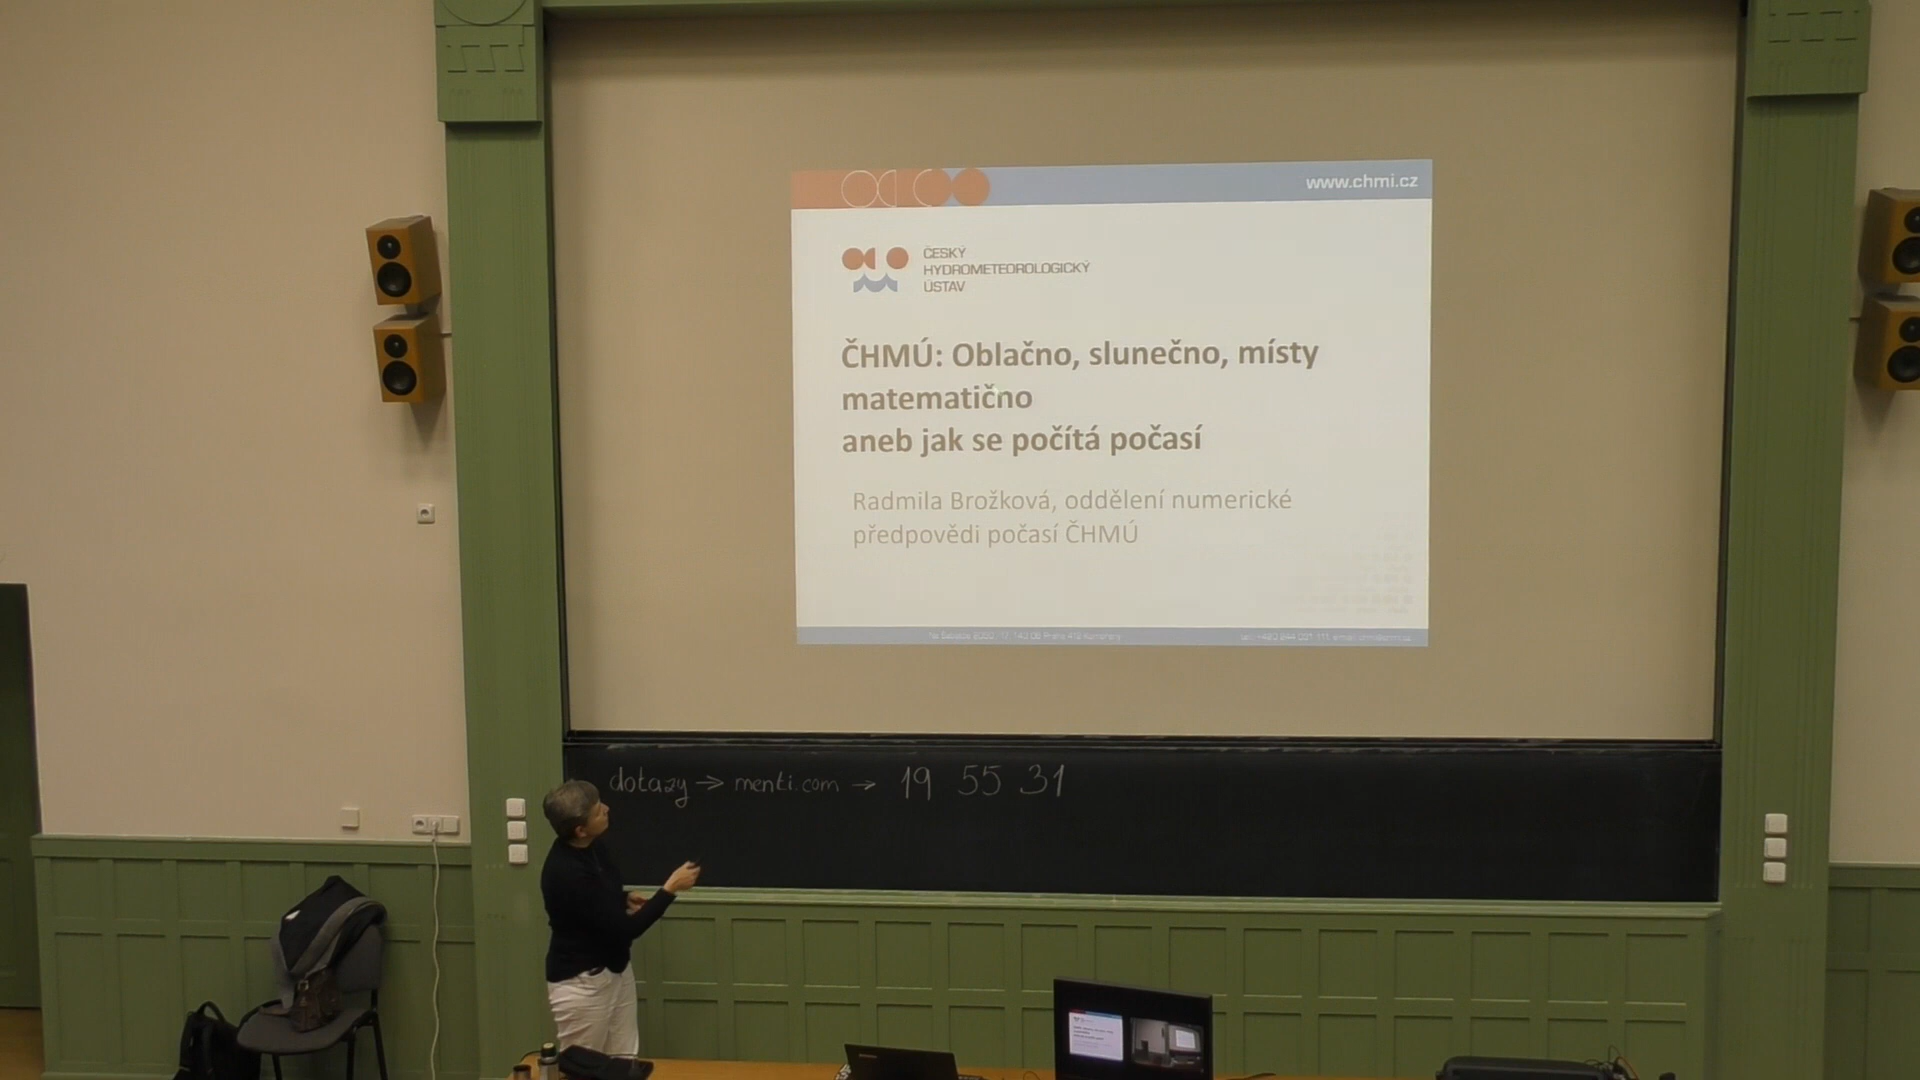 www.chmi.cz
ČESKÝ
HYDROMETEOROLOGICKÝ
ÚSTAV
ČHMÚ: Oblačno, slunečno, místy
matematično
aneb jak se počítá počasí
Radmila Brožková, oddělení numerické
předpovědi počasí ČHMÚ
dotazy → menti.com → 19 55 31